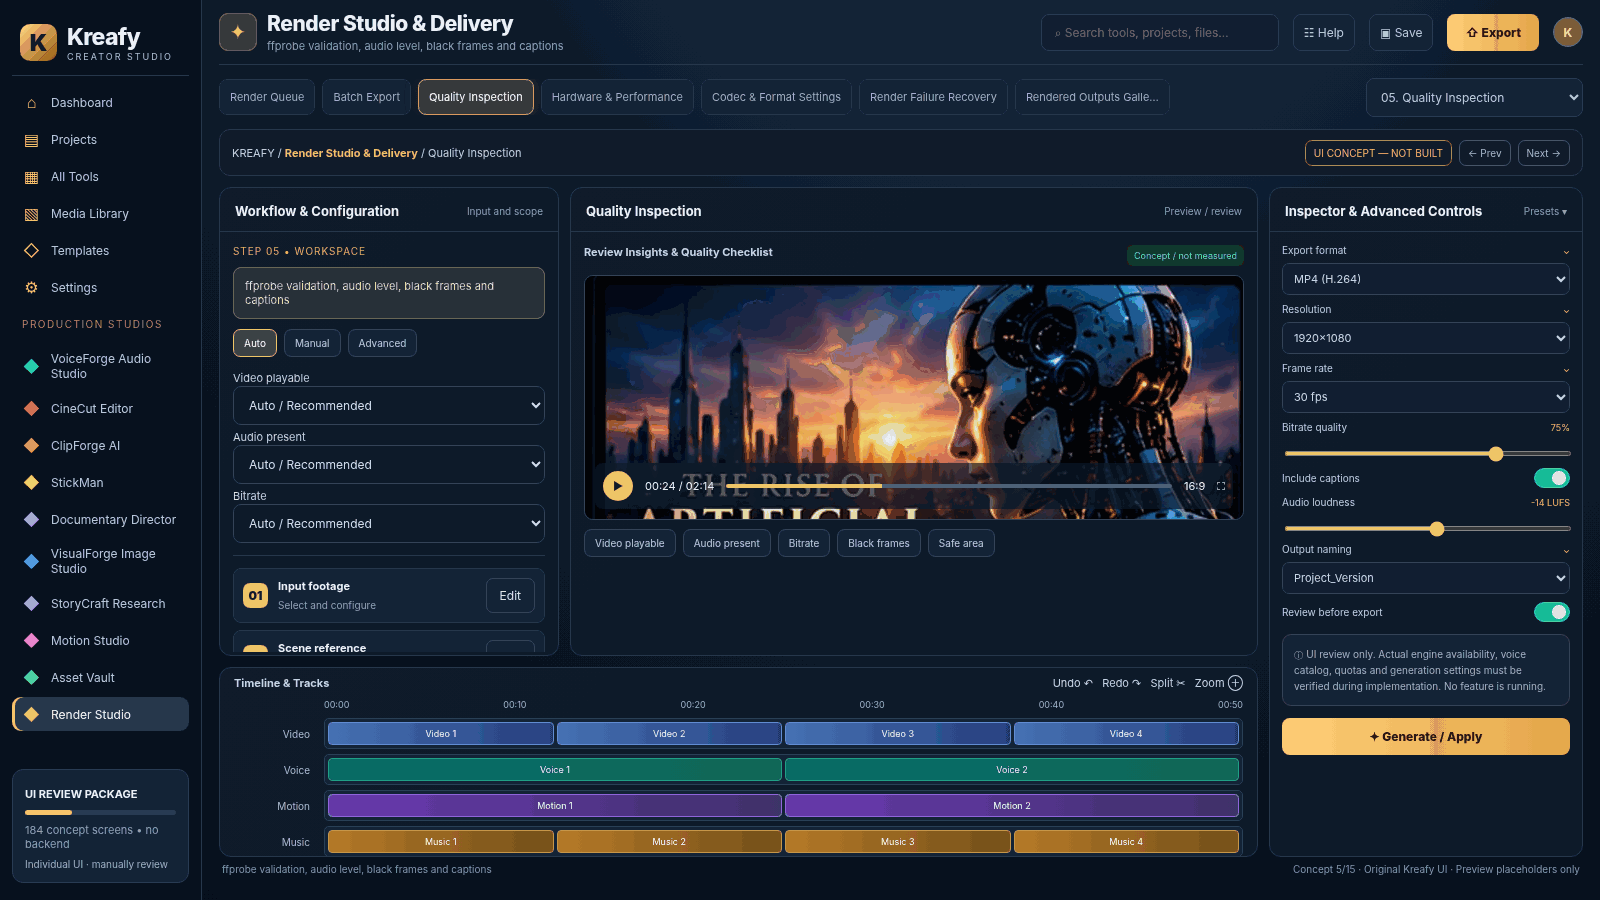 Kreafy
CREATOR STUDIO
Dashboard
Projects
All Tools
Media Library
Templates
Settings
PRODUCTION STUDIOS
VoiceForge Audio
Studio
CineCut Editor
ClipForge AI
StickMan
Documentary Director
VisualForge Image
Studio
StoryCraft Research
Motion Studio
Asset Vault
Render Studio
UI REVIEW PACKAGE
184 concept screens • no
backend
Individual UI · manually review
Render Studio & Delivery
ffprobe validation, audio level, black frames and captions
Search tools, projects, files...
Help
Save
Export
K
Render Queue
Batch Export
Quality Inspection
Hardware & Performance
Codec & Format Settings
Render Failure Recovery
Rendered Outputs Galle...
05. Quality Inspection
KREAFY / Render Studio & Delivery / Quality Inspection
UI CONCEPT — NOT BUILT
← Prev
Next →
Workflow & Configuration
Input and scope
STEP 05 • WORKSPACE
ffprobe validation, audio level, black frames and
captions
Auto
Manual
Advanced
Video playable
Auto / Recommended
Audio present
Auto / Recommended
Bitrate
Auto / Recommended
01
Input footage
Select and configure
Edit
Scene reference
Quality Inspection
Preview / review
Review Insights & Quality Checklist
Concept / not measured
THE RISE OF
ARTIFICIAL
00:24 / 02:14
16:9
Video playable
Audio present
Bitrate
Black frames
Safe area
Inspector & Advanced Controls
Presets ▾
Export format
MP4 (H.264)
Resolution
1920×1080
Frame rate
30 fps
Bitrate quality
75%
Include captions
Audio loudness
-14 LUFS
Output naming
Project_Version
Review before export
ⓘ UI review only. Actual engine availability, voice
catalog, quotas and generation settings must be
verified during implementation. No feature is running.
✦ Generate / Apply
Timeline & Tracks
Undo ↶
Redo ↷
Split ✂
Zoom
00:00
00:10
00:20
00:30
00:40
00:50
Video
Video 1
Video 2
Video 3
Video 4
Voice
Voice 1
Voice 2
Motion
Motion 1
Motion 2
Music
Music 1
Music 2
Music 3
Music 4
ffprobe validation, audio level, black frames and captions
Concept 5/15 · Original Kreafy UI · Preview placeholders only